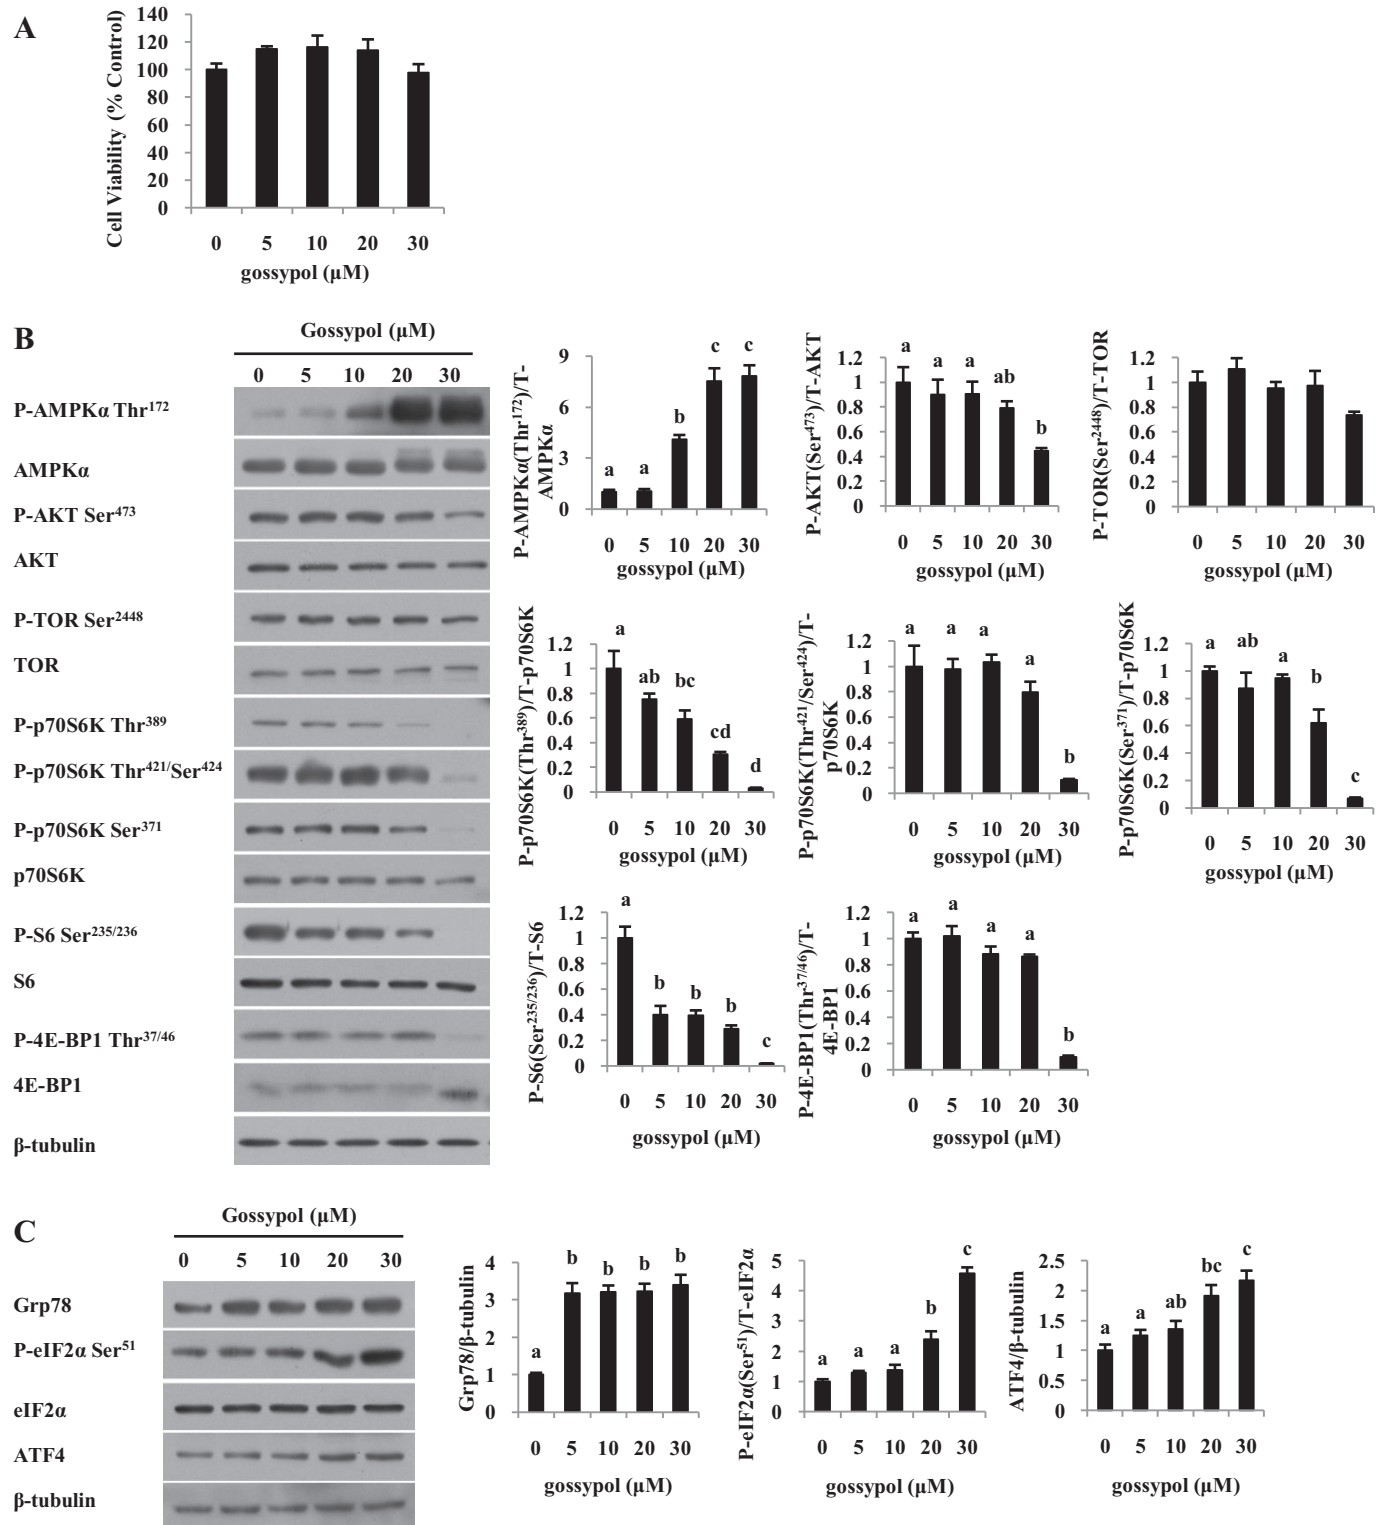 A
Cell Viability (% Control)
140
120
100
80
60
40
20
0
0 5 10 20 30
gossypol (µM)
B
Gossypol (µM)
0 5 10 20 30
P-AMPKα Thr172
AMPKα
P-AKT Ser473
AKT
P-TOR Ser2448
TOR
P-p70S6K Thr389
P-p70S6K Thr421/Ser424
P-p70S6K Ser371
p70S6K
P-S6 Ser235/236
S6
P-4E-BP1 Thr37/46
4E-BP1
β-tubulin
P-AMPKα(Thr172)/T-
AMPKα
9
6
3
0
a a b c c
0 5 10 20 30
gossypol (µM)
P-AKT(Ser473)/T-AKT
1.2
1
0.8
0.6
0.4
0.2
0
a a a ab b
0 5 10 20 30
gossypol (µM)
P-TOR(Ser2448)/T-TOR
1.2
1
0.8
0.6
0.4
0.2
0
0 5 10 20 30
gossypol (µM)
P-p70S6K(Thr389)/T-p70S6K
1.2
1
0.8
0.6
0.4
0.2
0
a ab bc cd d
0 5 10 20 30
gossypol (µM)
P-p70S6K(Thr421/Ser424)/T-
p70S6K
1.2
1
0.8
0.6
0.4
0.2
0
a a a a b
0 5 10 20 30
gossypol (µM)
P-p70S6K(Ser371)/T-p70S6K
1.2
1
0.8
0.6
0.4
0.2
0
a ab a b c
0 5 10 20 30
gossypol (µM)
P-S6(Ser235/236)/T-S6
1.2
1
0.8
0.6
0.4
0.2
0
a b b b c
0 5 10 20 30
gossypol (µM)
P-4E-BP1(Thr37/46)/T-
4E-BP1
1.2
1
0.8
0.6
0.4
0.2
0
a a a a b
0 5 10 20 30
gossypol (µM)
C
Gossypol (µM)
0 5 10 20 30
Grp78
P-eIF2α Ser51
eIF2α
ATF4
β-tubulin
Grp78/β-tubulin
4
3
2
1
0
a b b b b
0 5 10 20 30
gossypol (µM)
P-eIF2α(Ser51)/T-eIF2α
5
4
3
2
1
0
a a a b c
0 5 10 20 30
gossypol (µM)
ATF4/β-tubulin
2.5
2
1.5
1
0.5
0
a a ab bc c
0 5 10 20 30
gossypol (µM)